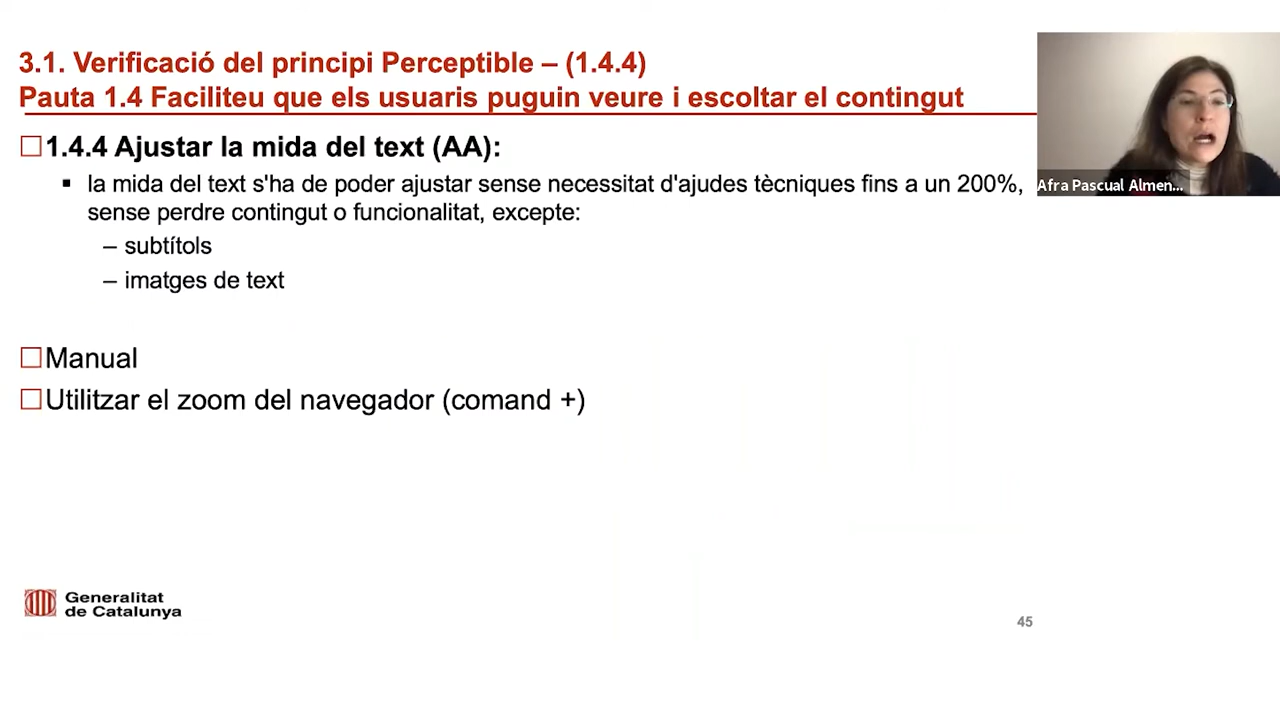 3.1. Verificació del principi Perceptible – (1.4.4)
Pauta 1.4 Faciliteu que els usuaris puguin veure i escoltar el contingut
1.4.4 Ajustar la mida del text (AA):
▪ la mida del text s'ha de poder ajustar sense necessitat d'ajudes tècniques fins a un 200%,
sense perdre contingut o funcionalitat, excepte:
– subtítols
– imatges de text
Manual
Utilitzar el zoom del navegador (comand +)
Afra Pascual Almen...
Generalitat
de Catalunya
45